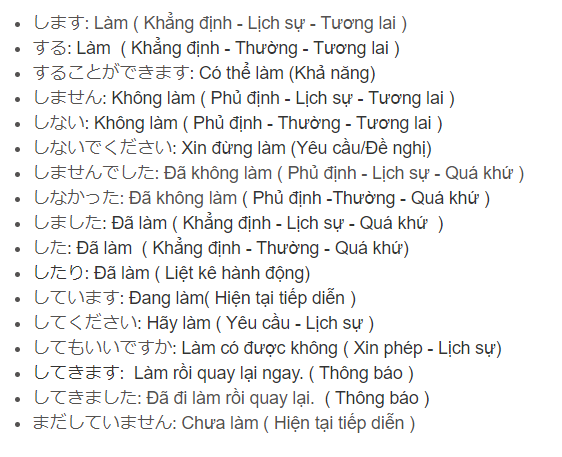 します: Làm ( Khẳng định - Lịch sự - Tương lai )
する: Làm ( Khẳng định - Thường - Tương lai )
することができます: Có thể làm (Khả năng)
しません: Không làm ( Phủ định - Lịch sự - Tương lai )
しない: Không làm ( Phủ định - Thường - Tương lai )
しないでください: Xin đừng làm (Yêu cầu/Đề nghị)
しませんでした: Đã không làm ( Phủ định - Lịch sự - Quá khứ )
しなかった: Đã không làm ( Phủ định -Thường - Quá khứ )
しました: Đã làm ( Khẳng định - Lịch sự - Quá khứ )
した: Đã làm ( Khẳng định - Thường - Quá khứ)
したり: Đã làm ( Liệt kê hành động)
しています: Đang làm( Hiện tại tiếp diễn )
してください: Hãy làm ( Yêu cầu - Lịch sự )
してもいいですか: Làm có được không ( Xin phép - Lịch sự)
してきます: Làm rồi quay lại ngay. ( Thông báo )
してきました: Đã đi làm rồi quay lại. ( Thông báo )
まだしていません: Chưa làm ( Hiện tại tiếp diễn )